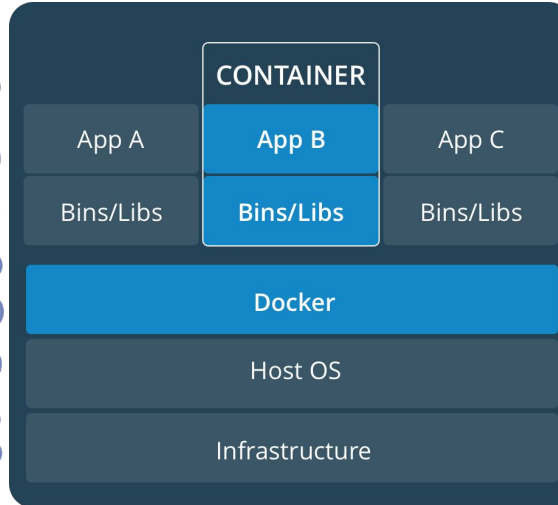 CONTAINER
App A
App B
App C
Bins/Libs
Bins/Libs
Bins/Libs
Docker
Host OS
Infrastructure